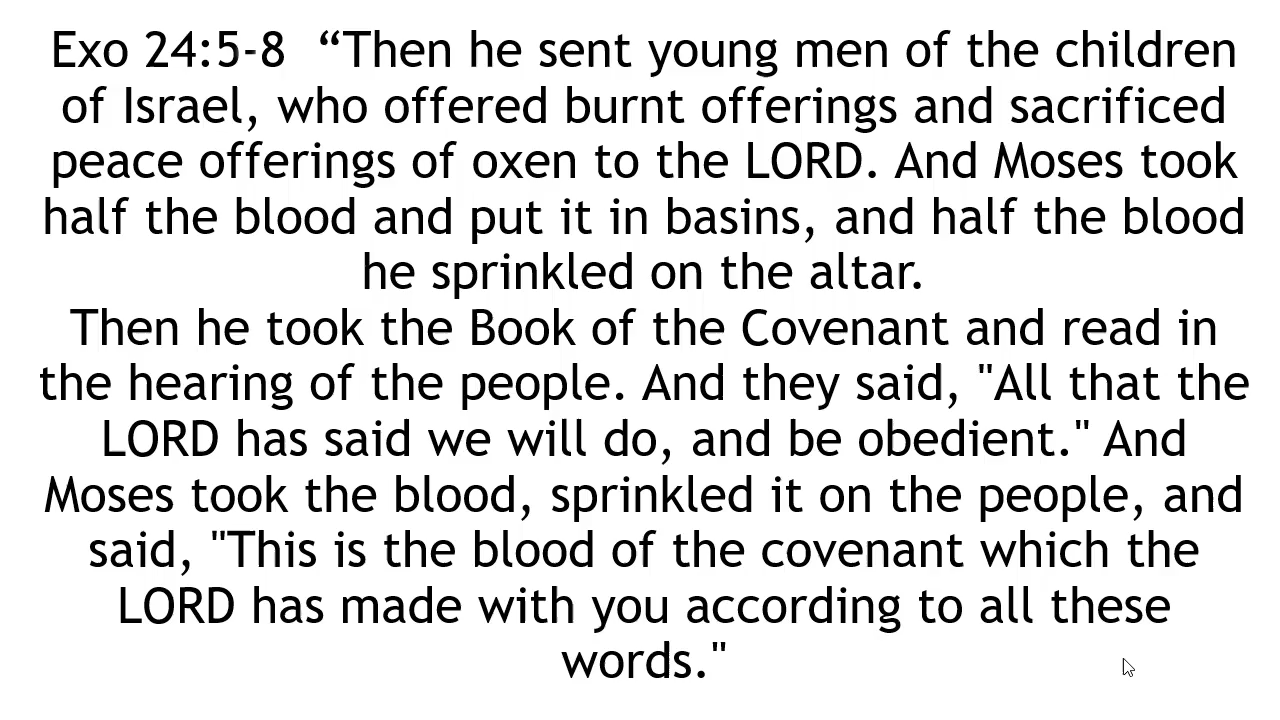 Exo 24:5-8  “Then he sent young men of the children
of Israel, who offered burnt offerings and sacrificed
peace offerings of oxen to the LORD. And Moses took
half the blood and put it in basins, and half the blood
he sprinkled on the altar.
Then he took the Book of the Covenant and read in
the hearing of the people. And they said, "All that the
LORD has said we will do, and be obedient." And
Moses took the blood, sprinkled it on the people, and
said, "This is the blood of the covenant which the
LORD has made with you according to all these
words."